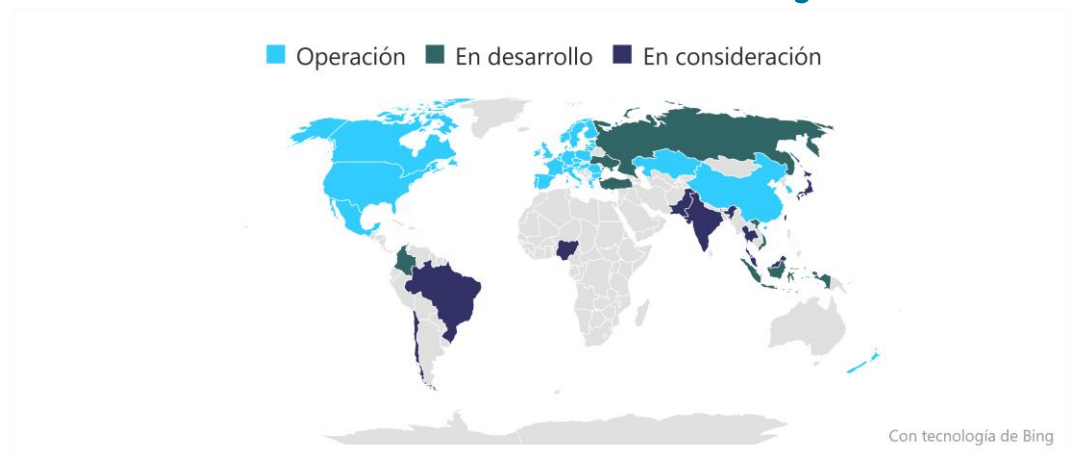 Operación En desarrollo En consideración
Con tecnología de Bing